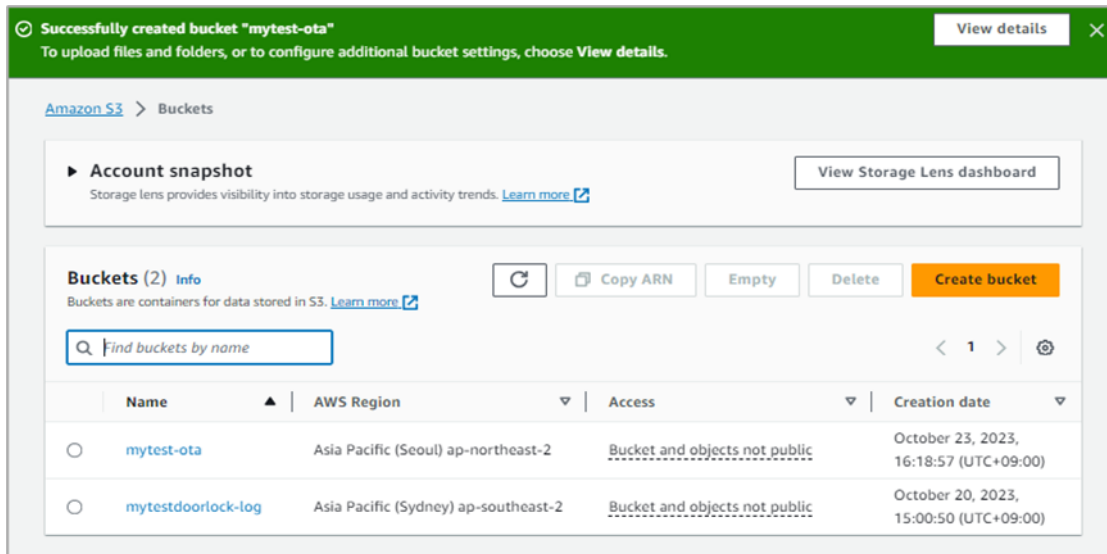 Successfully created bucket "mytest-ota"
View details
To upload files and folders, or to configure additional bucket settings, choose View details.
Amazon S3 > Buckets
Account snapshot
View Storage Lens dashboard
Storage lens provides visibility into storage usage and activity trends. Learn more
Buckets (2) Info
Copy ARN Empty Delete Create bucket
Buckets are containers for data stored in S3. Learn more
Find buckets by name
< 1 >
Name AWS Region Access Creation date
mytest-ota Asia Pacific (Seoul) ap-northeast-2 Bucket and objects not public October 23, 2023,
16:18:57 (UTC+09:00)
mytestdoorlock-log Asia Pacific (Sydney) ap-southeast-2 Bucket and objects not public October 20, 2023,
15:00:50 (UTC+09:00)